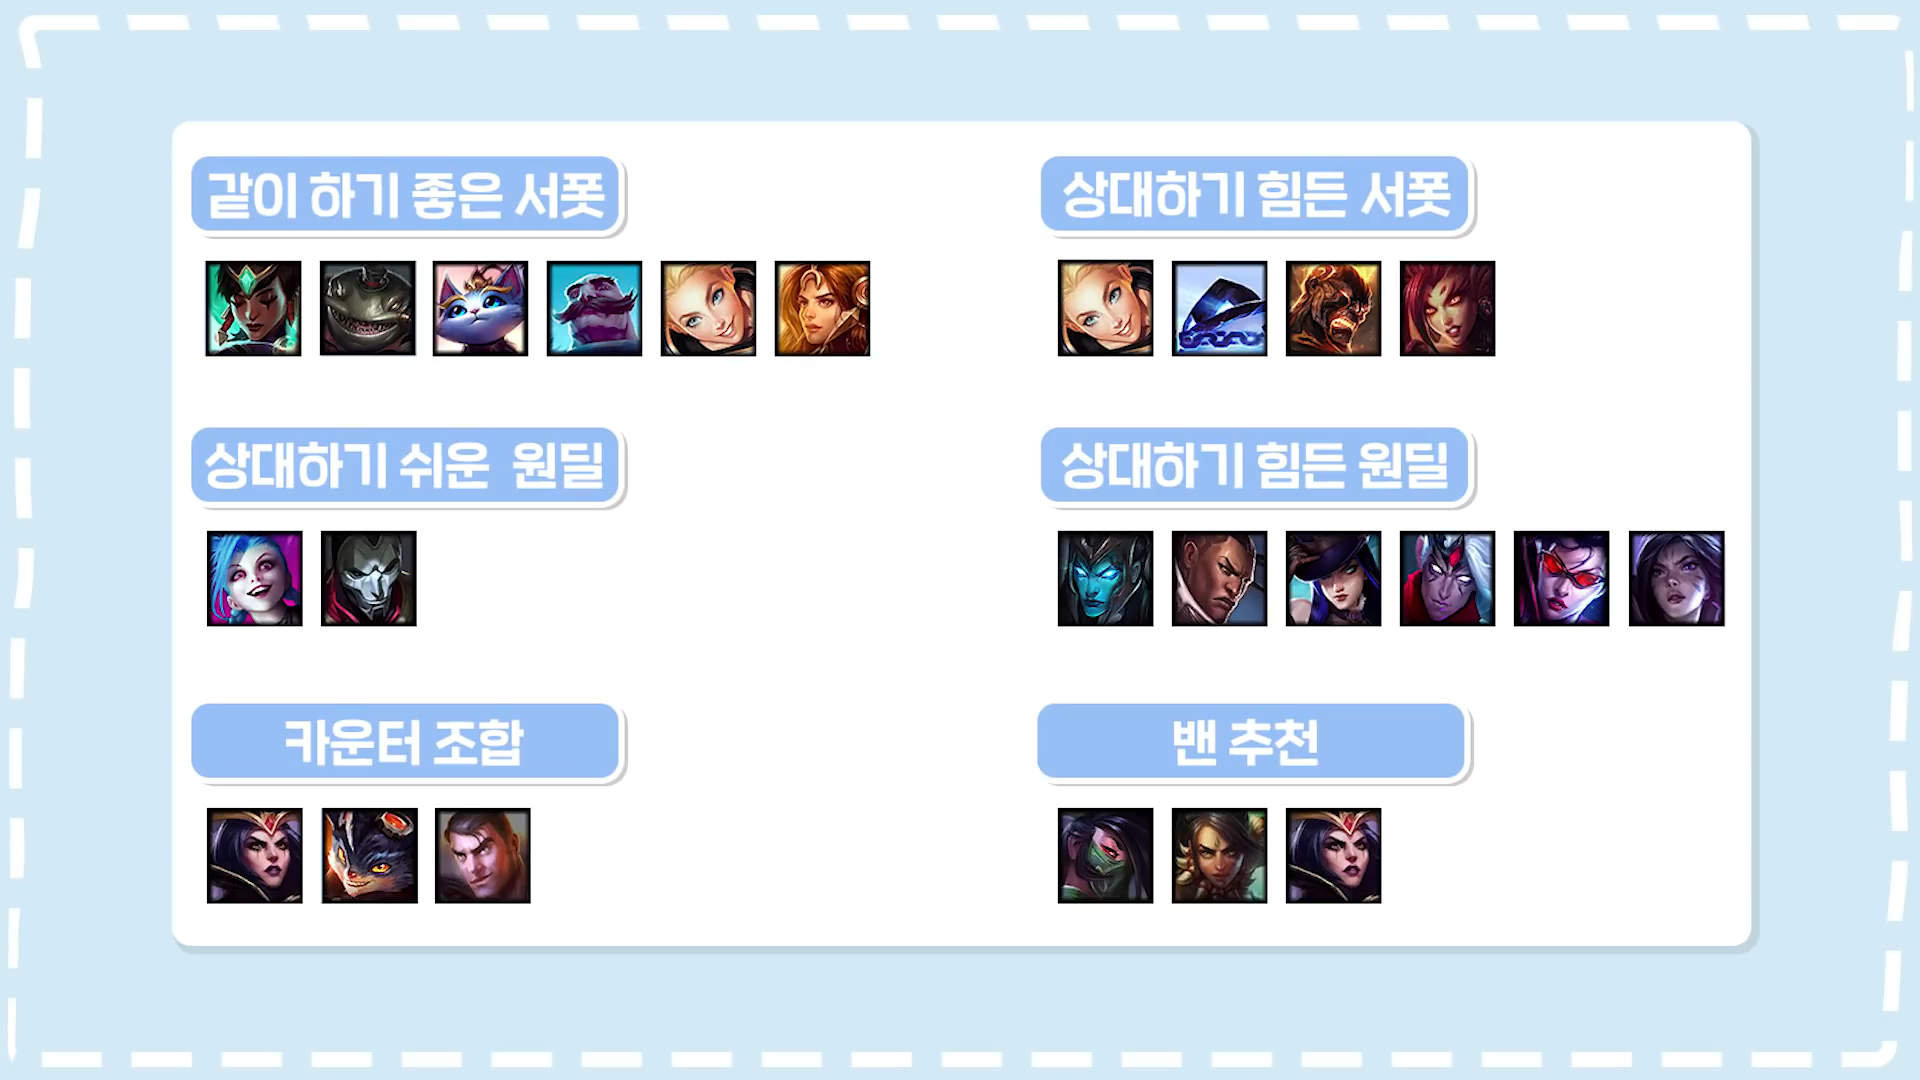 같이 하기 좋은 서폿
상대하기 힘든 서폿
상대하기 쉬운 원딜
상대하기 힘든 원딜
카운터 조합
밴 추천